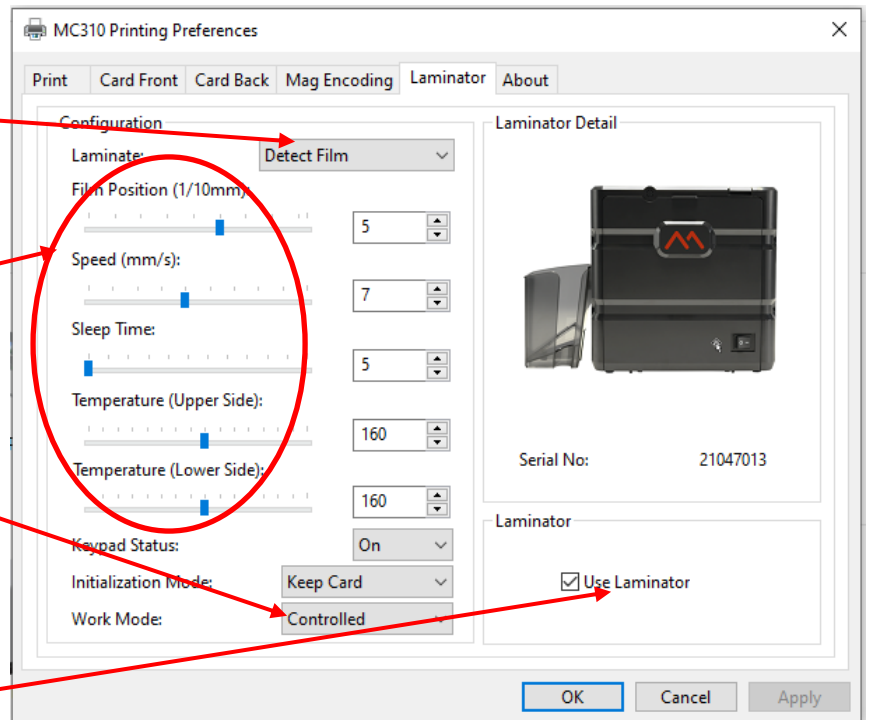 MC310 Printing Preferences
Print Card Front Card Back Mag Encoding Laminator About
Configuration
Laminate: Detect Film
Film Position (1/10mm):
5
Speed (mm/s):
7
Sleep Time:
5
Temperature (Upper Side):
160
Temperature (Lower Side):
160
Keypad Status: On
Initialization Mode: Keep Card
Work Mode: Controlled
Laminator Detail
Serial No: 21047013
Laminator
Use Laminator
OK Cancel Apply